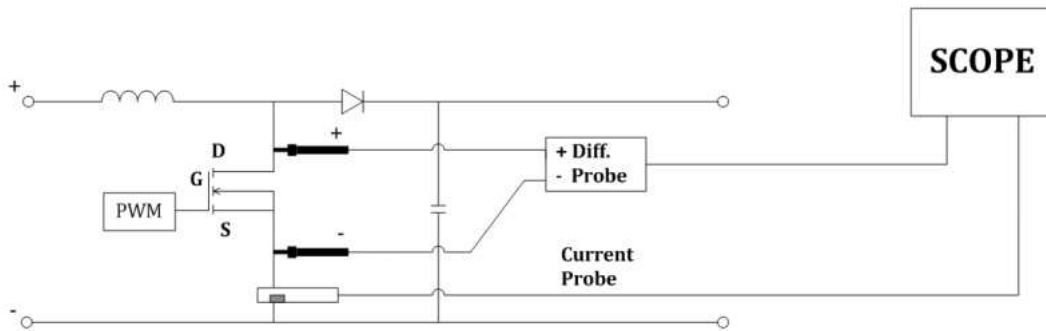 SCOPE
+
+
D
+ Diff.
- Probe
G
PWM
S
-
Current
Probe
-